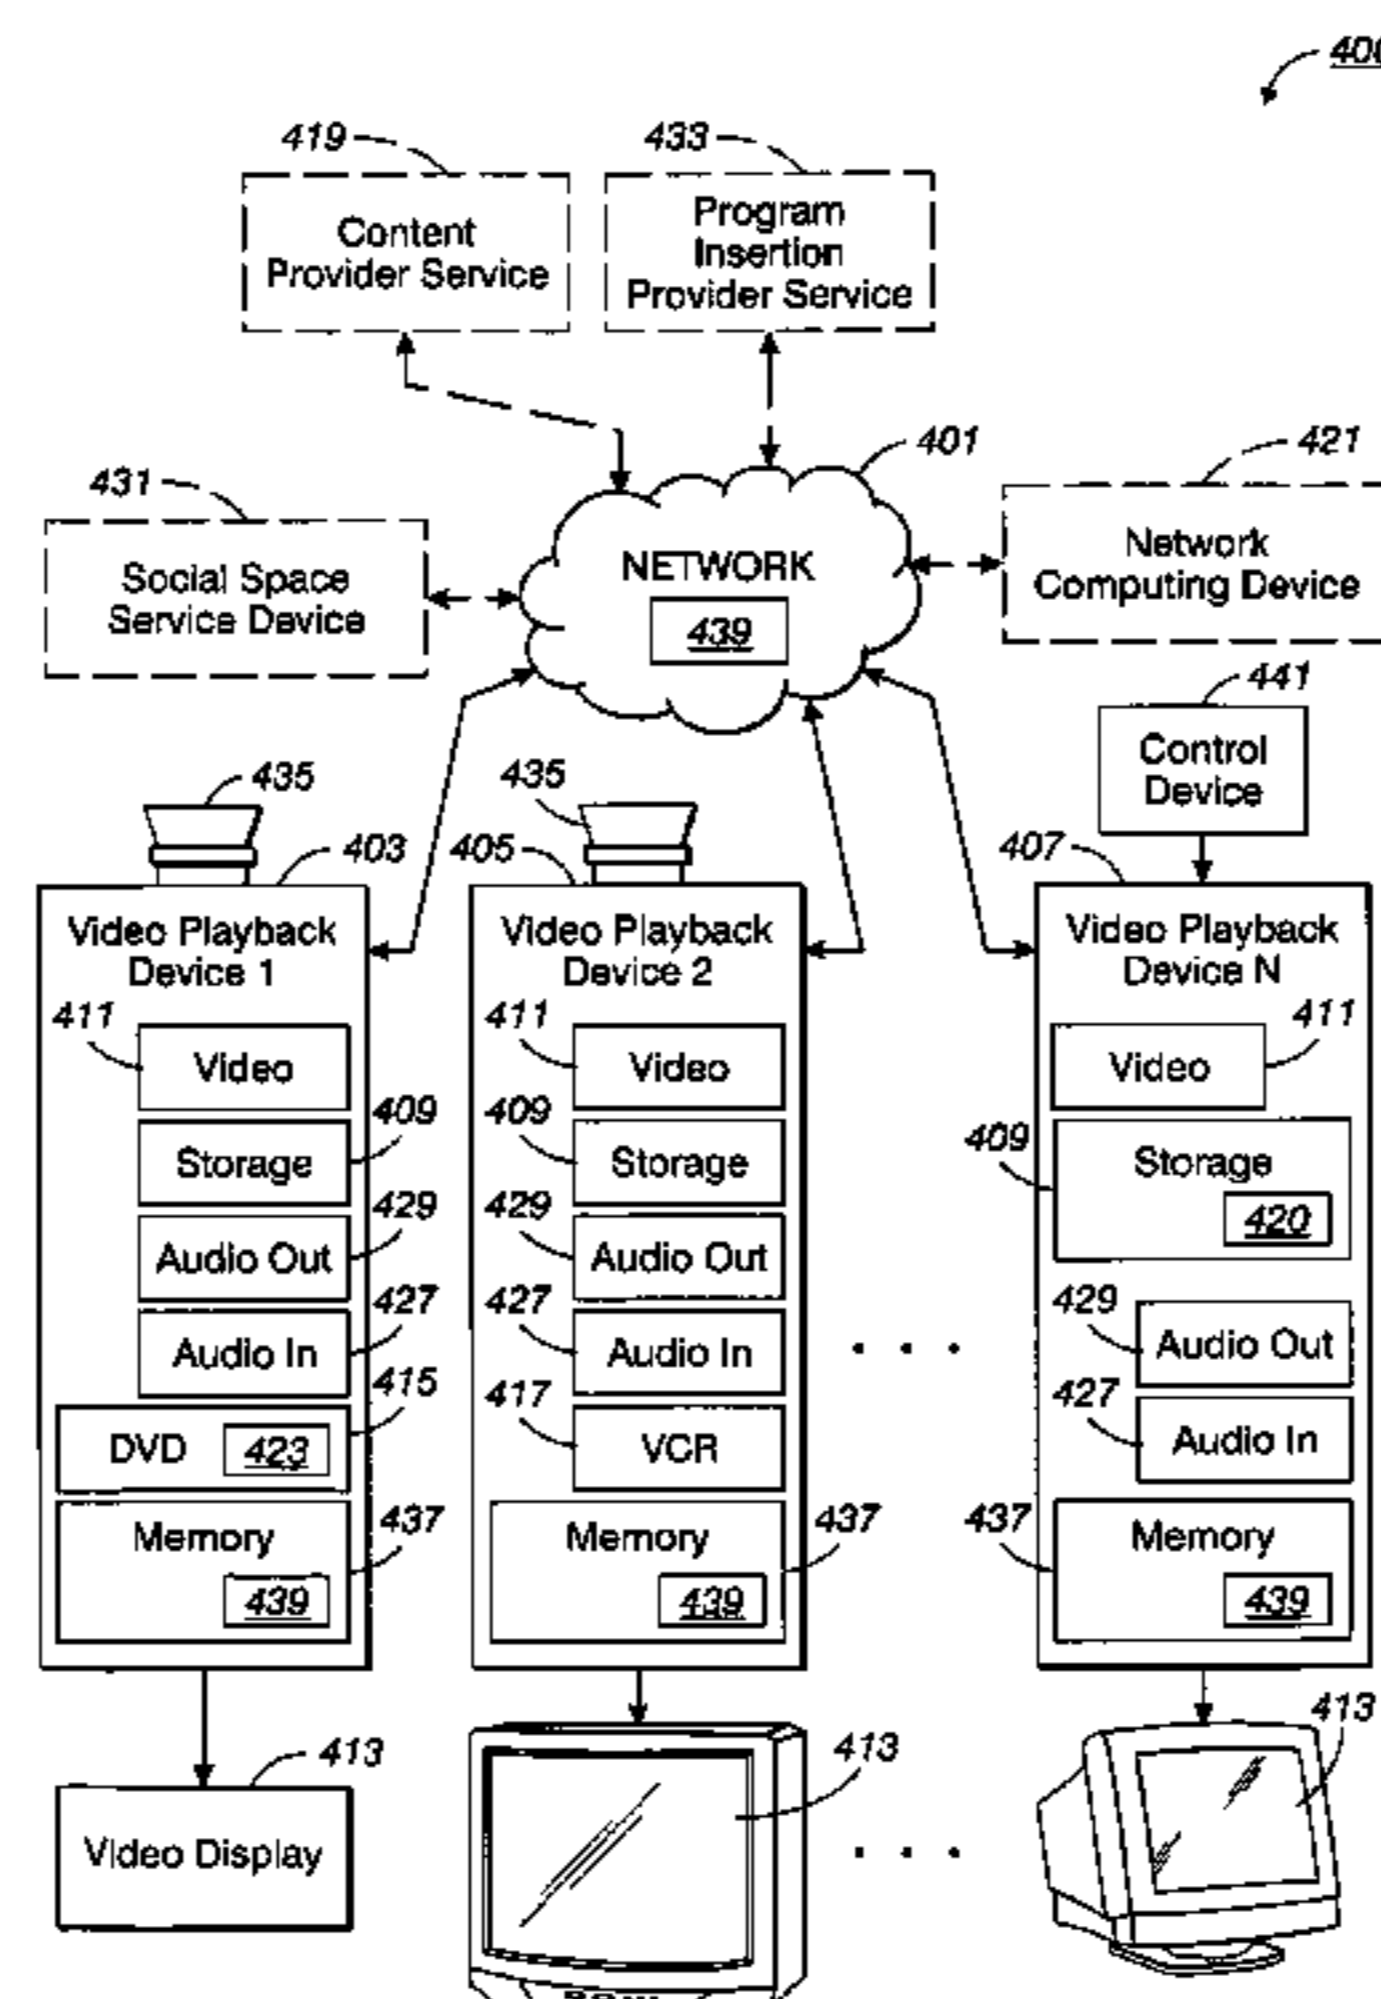 400
419
433
Content
Provider Service
Program
Insertion
Provider Service
401
421
431
Social Space
Service Device
NETWORK
439
Network
Computing Device
441
Control
Device
435
435
403
405
407
Video Playback
Device 1
411
Video
409
Storage
429
Audio Out
427
Audio In
415
DVD
423
Memory
437
439
Video Playback
Device 2
411
Video
409
Storage
429
Audio Out
427
Audio In
417
VCR
Memory
437
439
Video Playback
Device N
411
Video
409
Storage
420
429
Audio Out
427
Audio In
437
Memory
439
413
Video Display
413
413